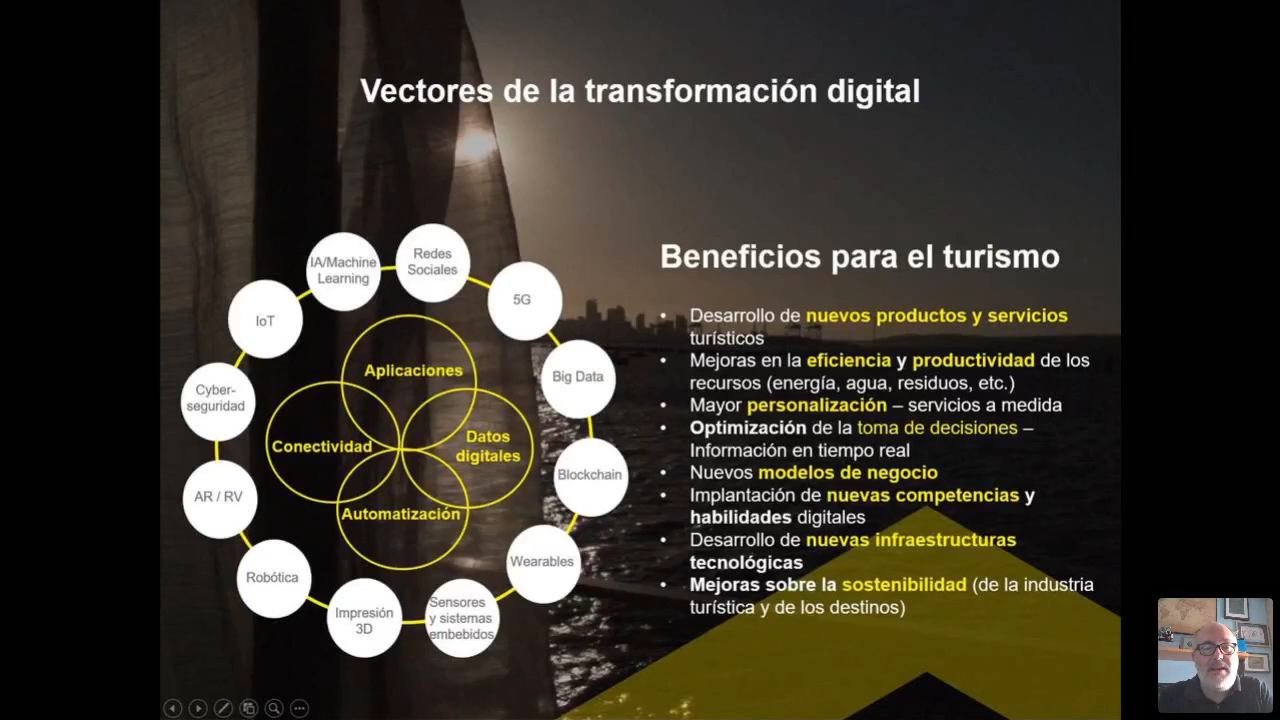 Vectores de la transformación digital
IA/Machine
Learning
Redes
Sociales
5G
IoT
Big Data
Cyber-
seguridad
Blockchain
AR / RV
Wearables
Robótica
Impresión
3D
Sensores
y sistemas
embebidos
Aplicaciones
Conectividad
Datos
digitales
Automatización
Beneficios para el turismo
• Desarrollo de nuevos productos y servicios
turísticos
• Mejoras en la eficiencia y productividad de los
recursos (energía, agua, residuos, etc.)
• Mayor personalización – servicios a medida
• Optimización de la toma de decisiones –
Información en tiempo real
• Nuevos modelos de negocio
• Implantación de nuevas competencias y
habilidades digitales
• Desarrollo de nuevas infraestructuras
tecnológicas
• Mejoras sobre la sostenibilidad (de la industria
turística y de los destinos)